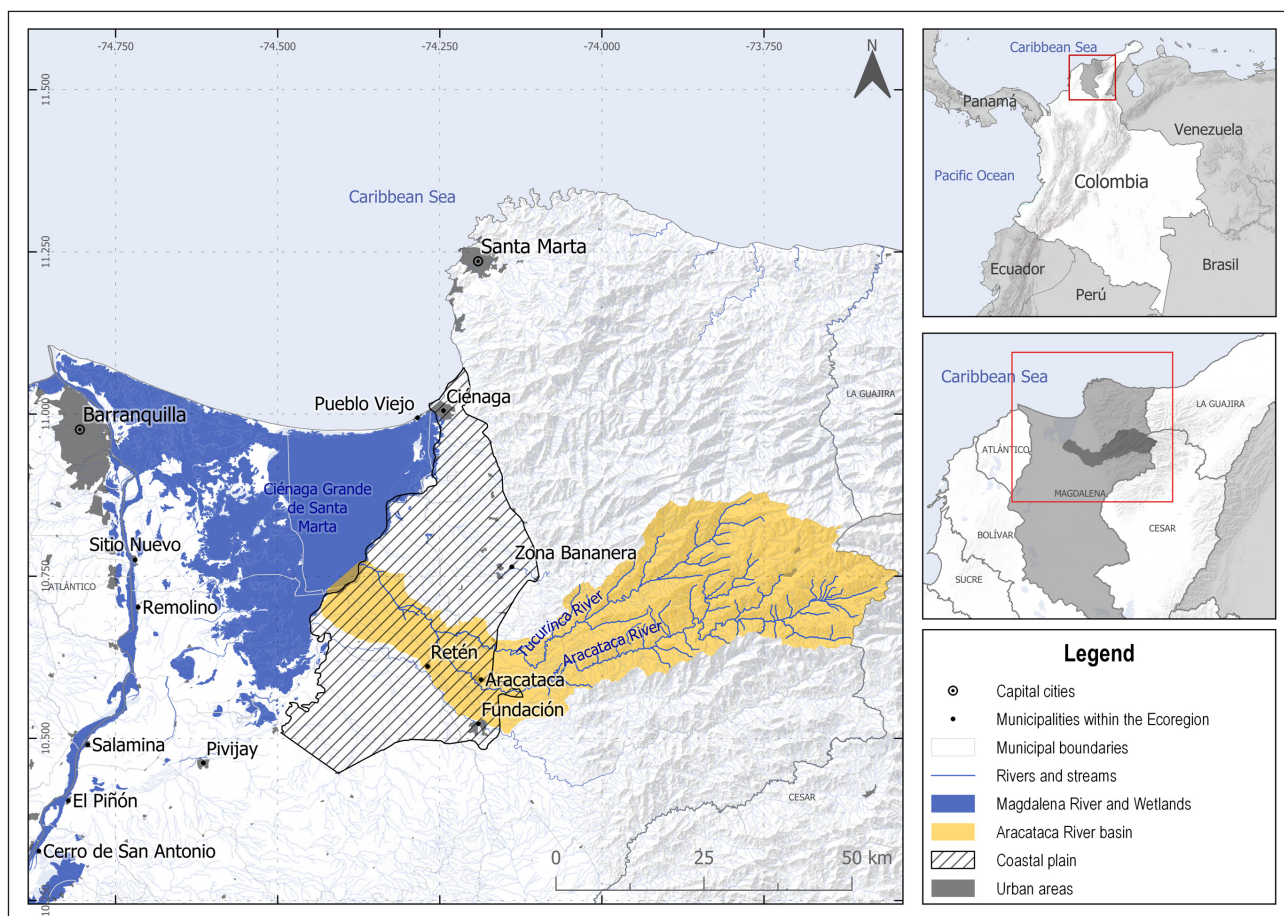 -74.750
-74.500
-74.250
-74.000
-73.750
N
11.500
11.250
11.000
10.750
10.500
Caribbean Sea
Santa Marta
LA GUAJIRA
Pueblo Viejo
Ciénaga
Barranquilla
Ciénaga Grande
de Santa
Marta
Sitio Nuevo
Zona Bananera
ATLÁNTICO
Remolino
Tucurinca River
Aracataca River
Retén
Aracataca
Fundación
Salamina
Pivijay
El Piñón
CESAR
Cerro de San Antonio
0
25
50 km
Caribbean Sea
Panamá
Venezuela
Pacific Ocean
Colombia
Ecuador
Brasil
Perú
Caribbean Sea
LA GUAJIRA
ATLÁNTICO
MAGDALENA
BOLÍVAR
CESAR
SUCRE
Legend
Capital cities
Municipalities within the Ecoregion
Municipal boundaries
Rivers and streams
Magdalena River and Wetlands
Aracataca River basin
Coastal plain
Urban areas